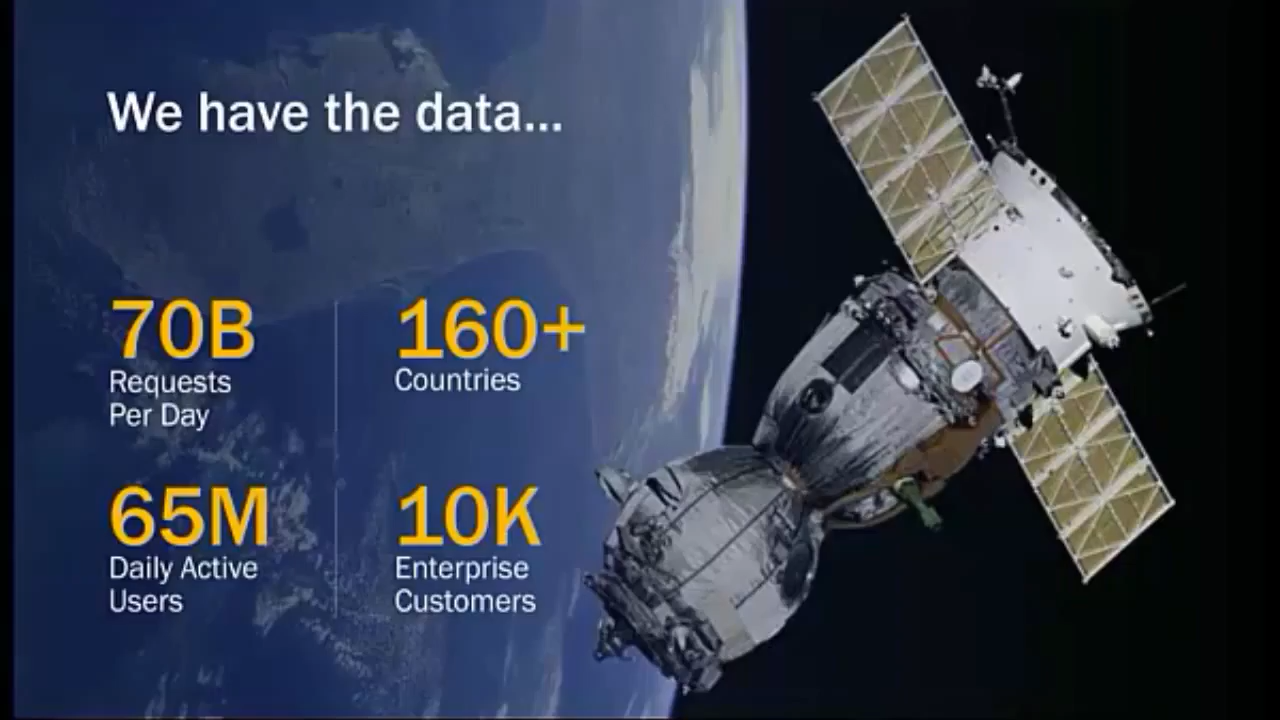 We have the data...
70B
Requests
Per Day
160+
Countries
65M
Daily Active
Users
10K
Enterprise
Customers